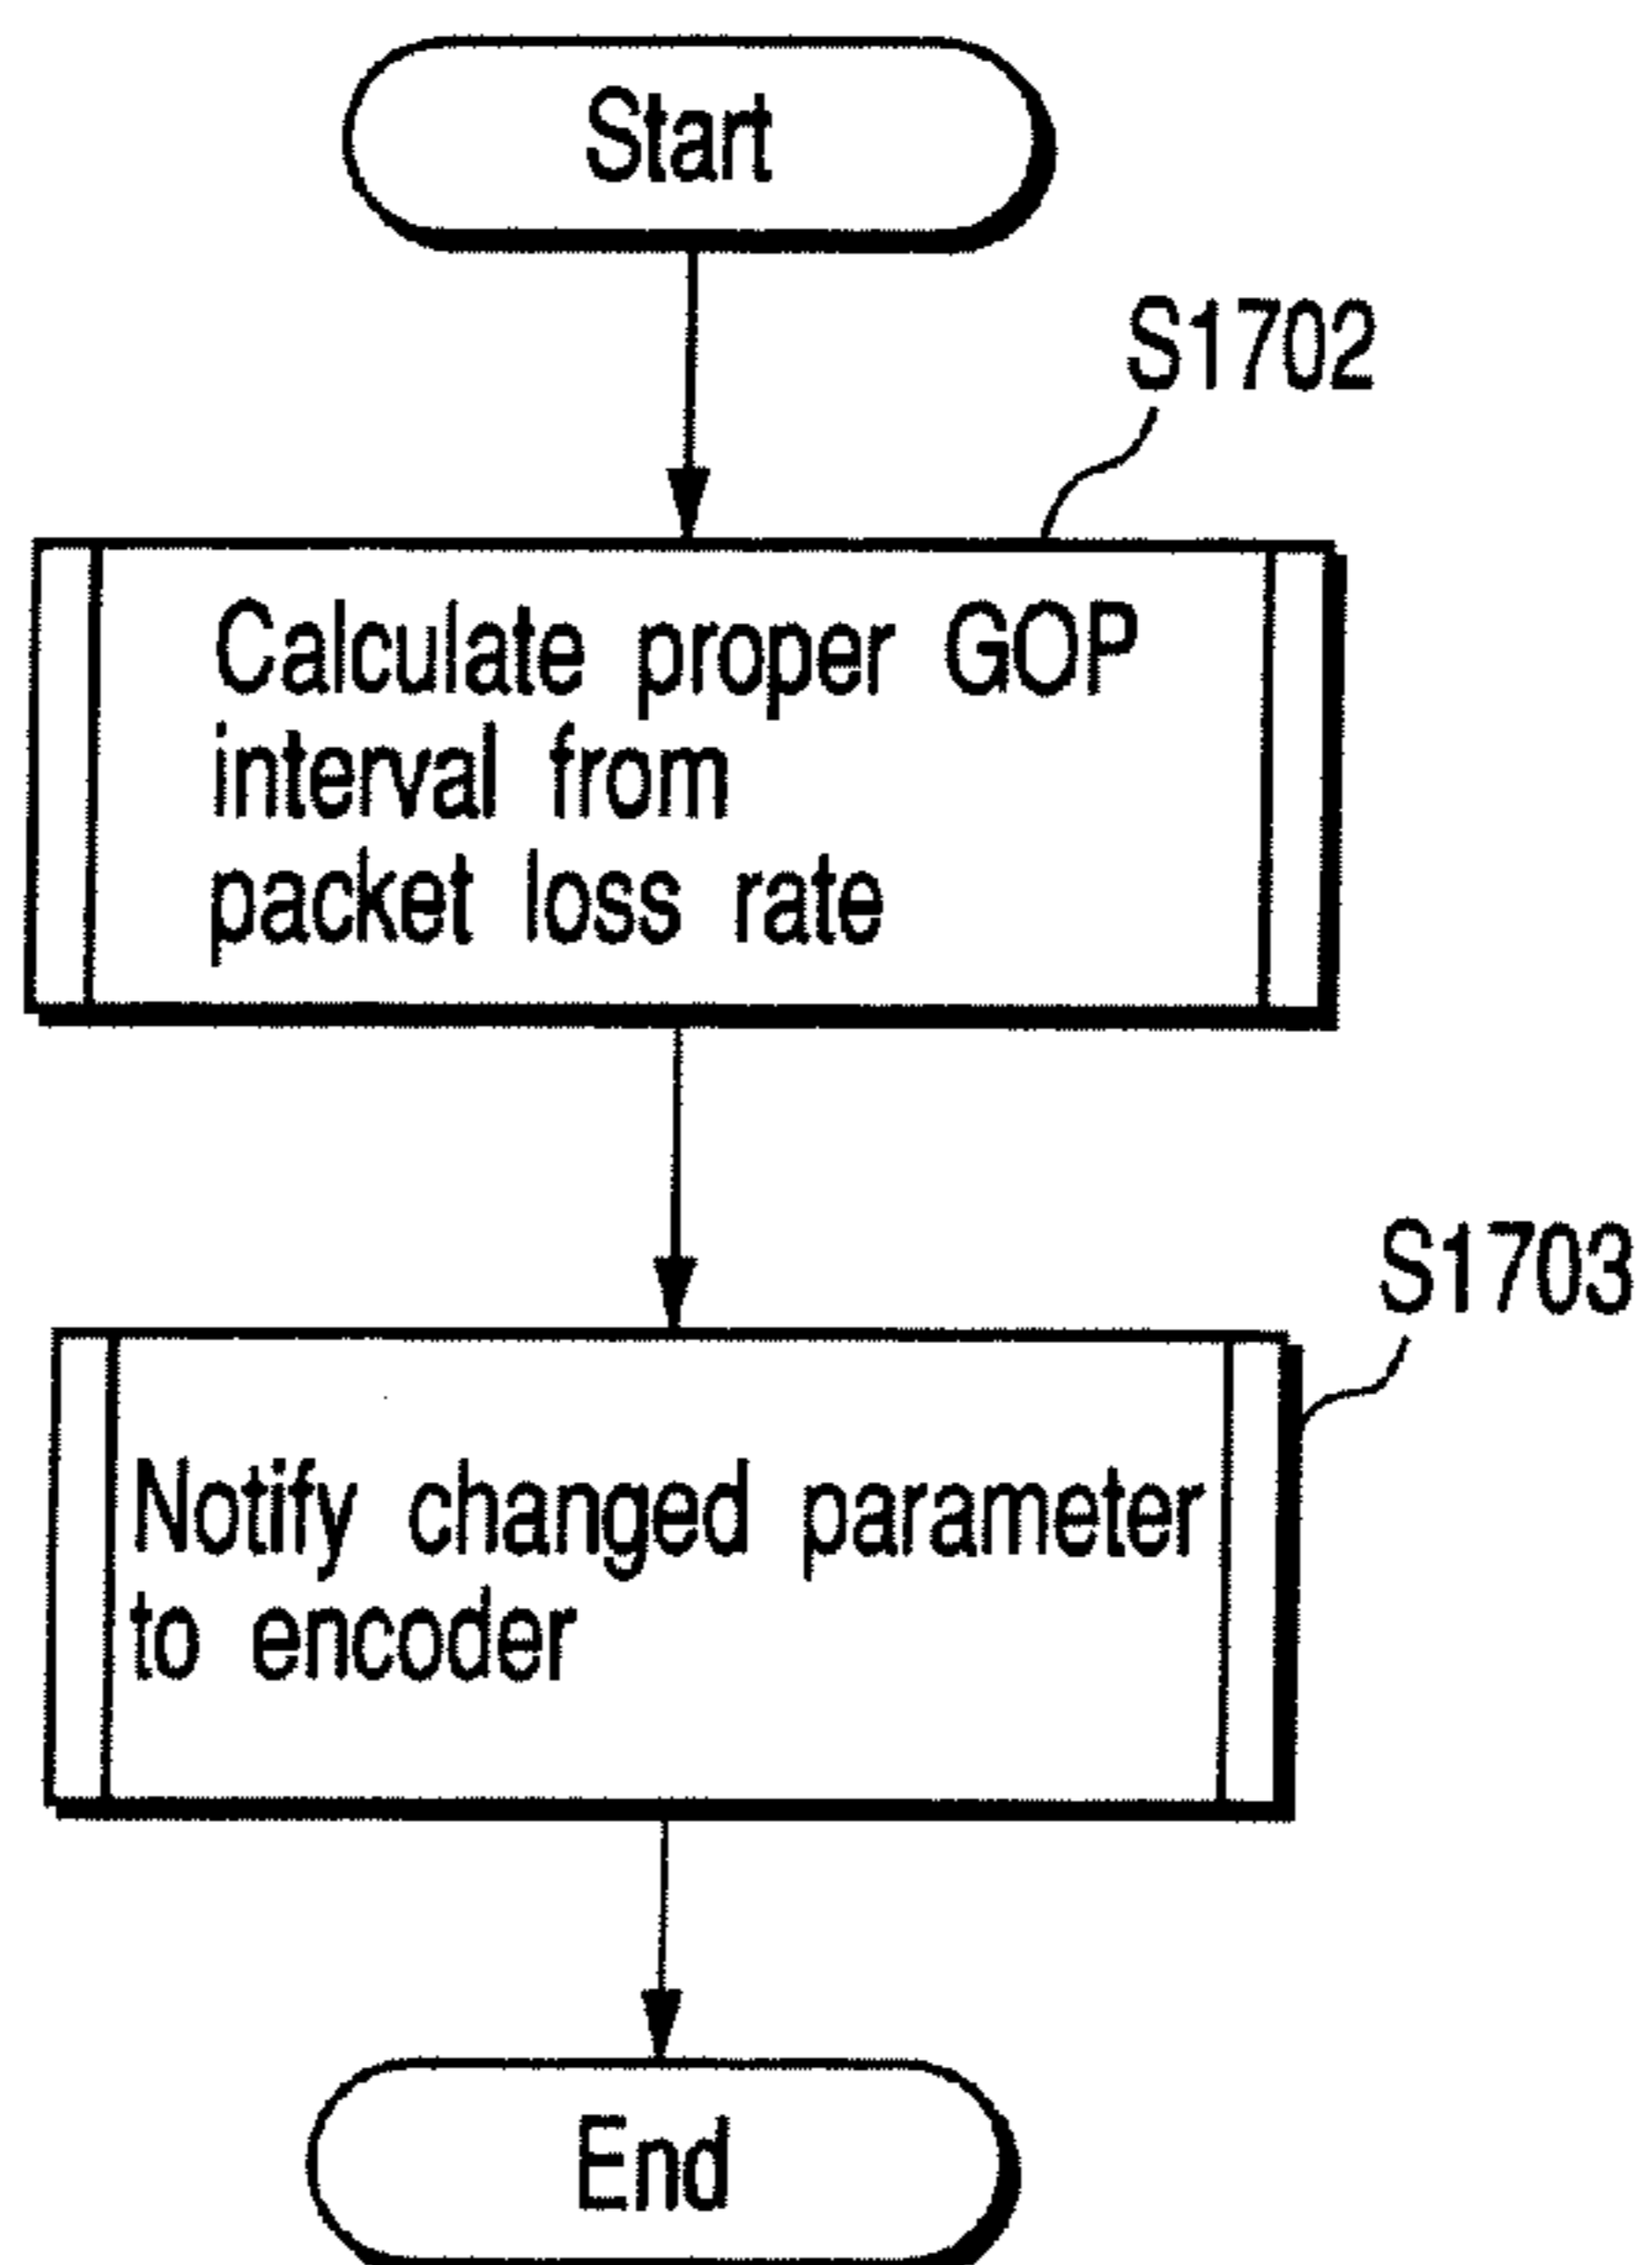 Start
S1702
Calculate proper GOP
interval from
packet loss rate
S1703
Notify changed parameter
to encoder
End